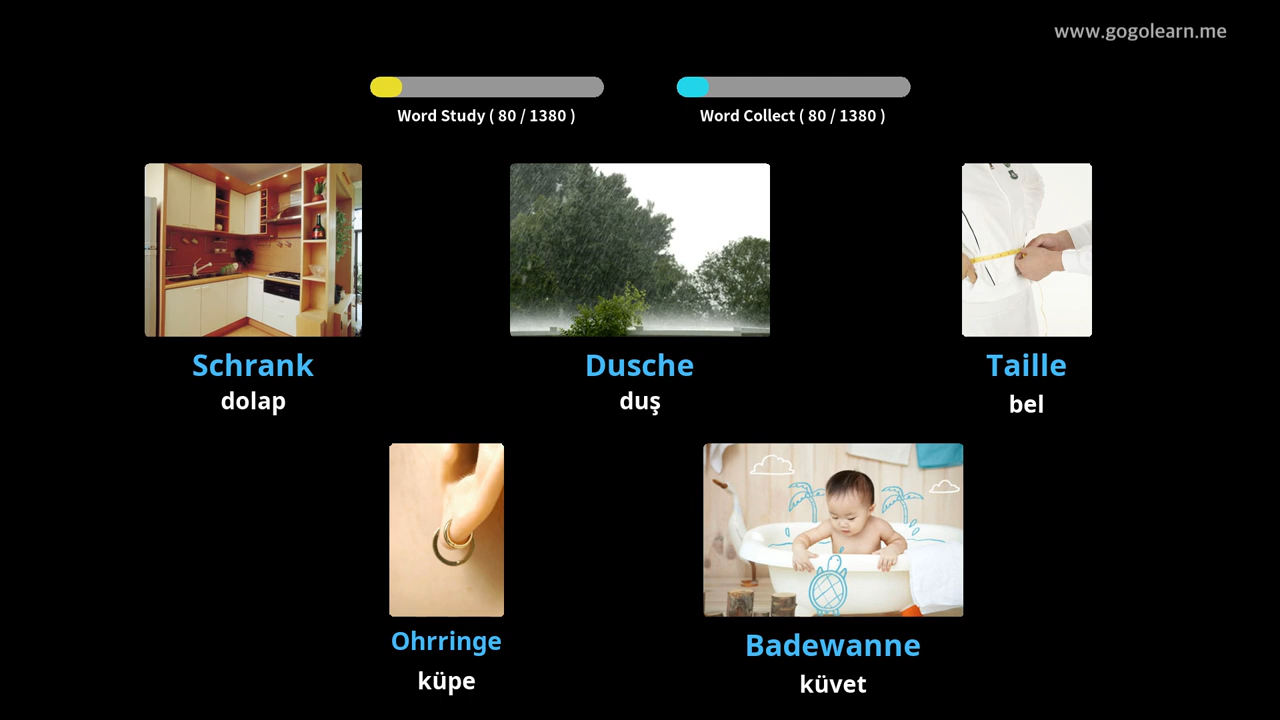 www.gogolearn.me
Word Study ( 80 / 1380 )
Word Collect ( 80 / 1380 )
Schrank
dolap
Dusche
duş
Taille
bel
Ohrringe
küpe
Badewanne
küvet